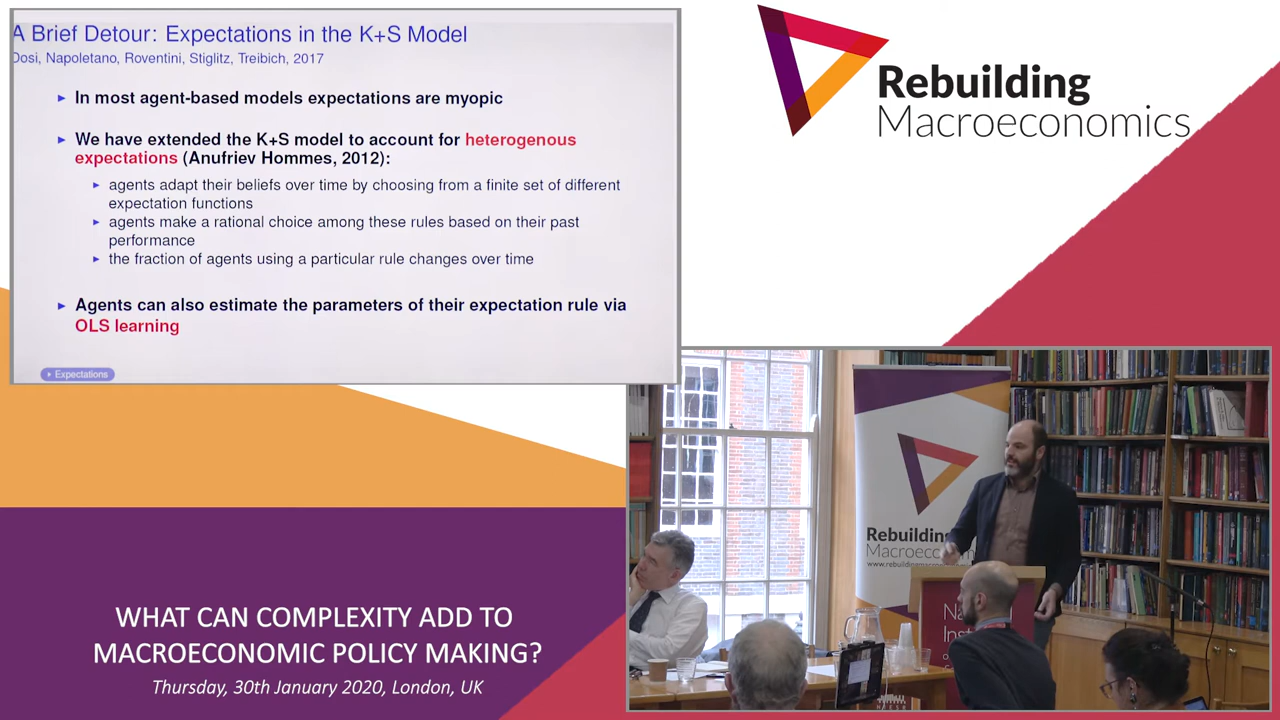 A Brief Detour: Expectations in the K+S Model
Dosi, Napoletano, Roventini, Stiglitz, Treibich, 2017
In most agent-based models expectations are myopic
We have extended the K+S model to account for heterogenous
expectations (Anufriev Hommes, 2012):
agents adapt their beliefs over time by choosing from a finite set of different
expectation functions
agents make a rational choice among these rules based on their past
performance
the fraction of agents using a particular rule changes over time
Agents can also estimate the parameters of their expectation rule via
OLS learning
Expectations
Rebuilding
Macroeconomics
Rebuilding
Macroecono
www.rebuildingmacroeconom
Na
Inst
WHAT CAN COMPLEXITY ADD TO
MACROECONOMIC POLICY MAKING?
Thursday, 30th January 2020, London, UK